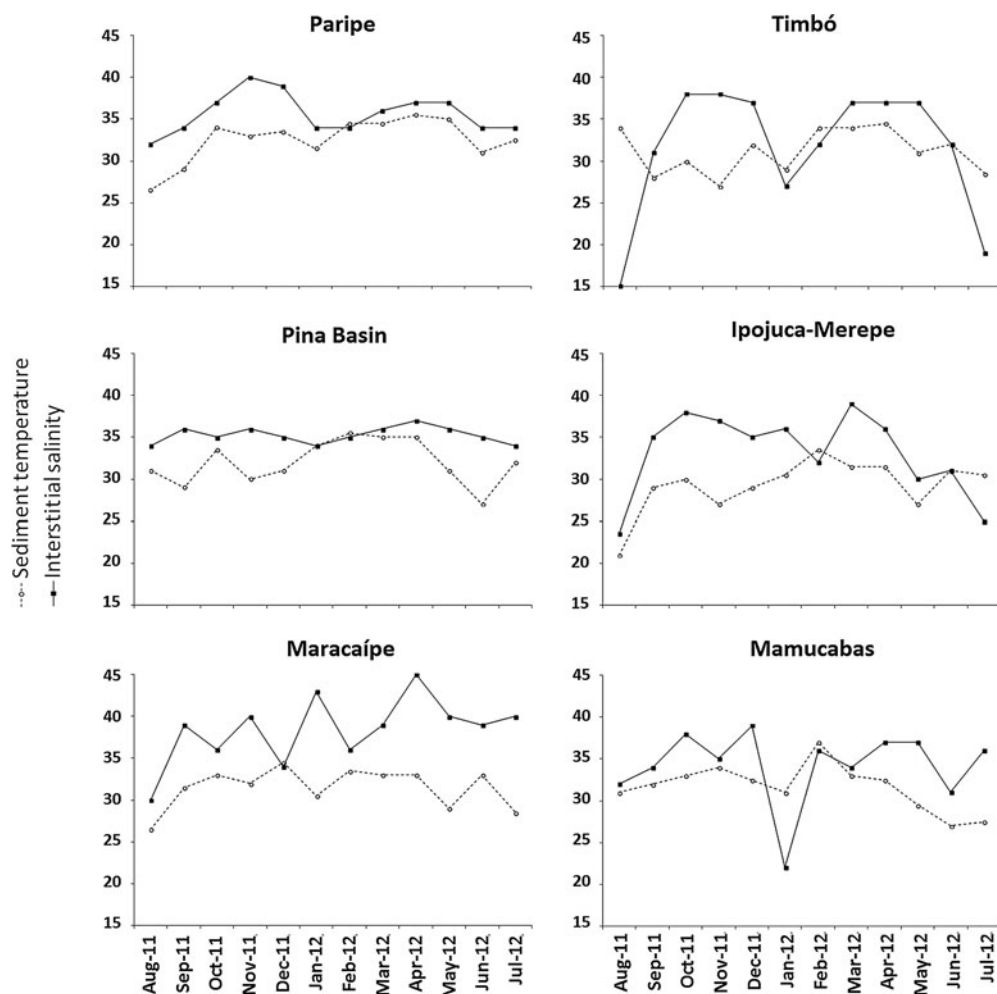 Paripe
45
40
35
30
25
20
15
Timbó
45
40
35
30
25
20
15
Pina Basin
45
40
35
30
25
20
15
Ipojuca-Merepe
45
40
35
30
25
20
15
Sediment temperature
Interstitial salinity
Maracaípe
45
40
35
30
25
20
15
Aug-11
Sep-11
Oct-11
Nov-11
Dec-11
Jan-12
Feb-12
Mar-12
Apr-12
May-12
Jun-12
Jul-12
Mamucabas
45
40
35
30
25
20
15
Aug-11
Sep-11
Oct-11
Nov-11
Dec-11
Jan-12
Feb-12
Mar-12
Apr-12
May-12
Jun-12
Jul-12